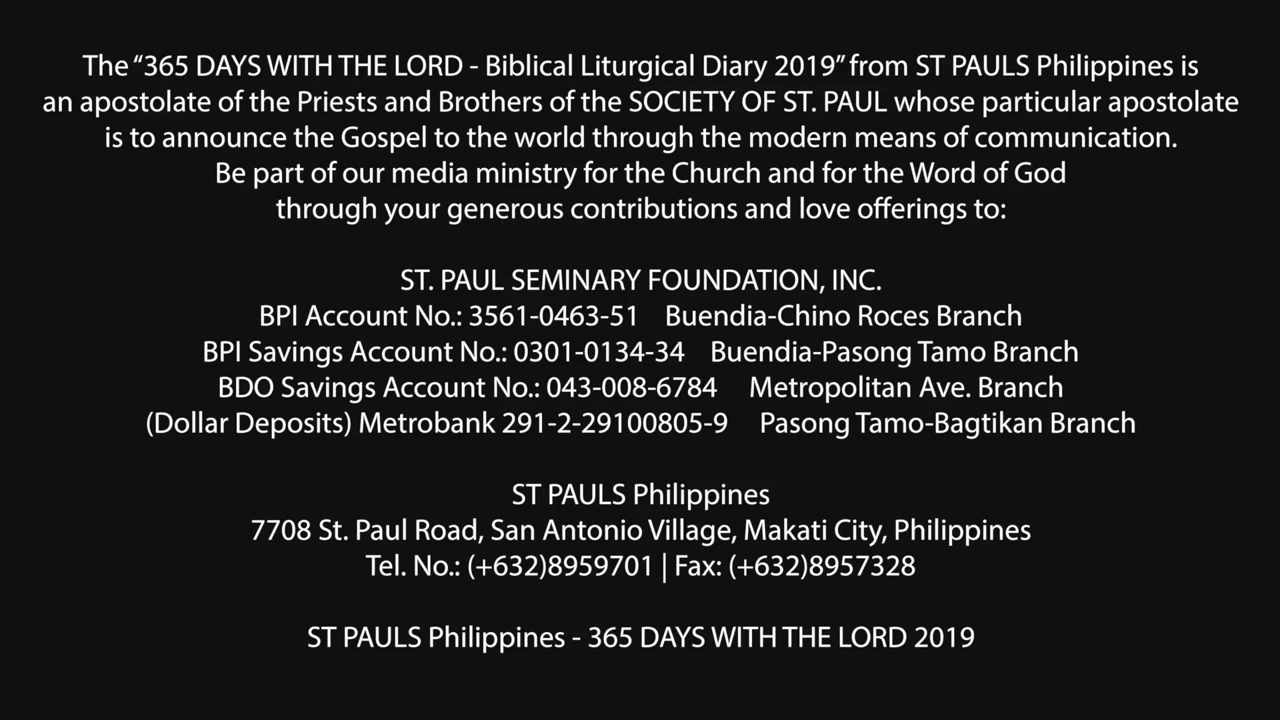 The “365 DAYS WITH THE LORD - Biblical Liturgical Diary 2019” from ST PAULS Philippines is
an apostolate of the Priests and Brothers of the SOCIETY OF ST. PAUL whose particular apostolate
is to announce the Gospel to the world through the modern means of communication.
Be part of our media ministry for the Church and for the Word of God
through your generous contributions and love offerings to:
ST. PAUL SEMINARY FOUNDATION, INC.
BPI Account No.: 3561-0463-51 Buendia-Chino Roces Branch
BPI Savings Account No.: 0301-0134-34 Buendia-Pasong Tamo Branch
BDO Savings Account No.: 043-008-6784 Metropolitan Ave. Branch
(Dollar Deposits) Metrobank 291-2-29100805-9 Pasong Tamo-Bagtikan Branch
ST PAULS Philippines
7708 St. Paul Road, San Antonio Village, Makati City, Philippines
Tel. No.: (+632)8959701 | Fax: (+632)8957328
ST PAULS Philippines - 365 DAYS WITH THE LORD 2019